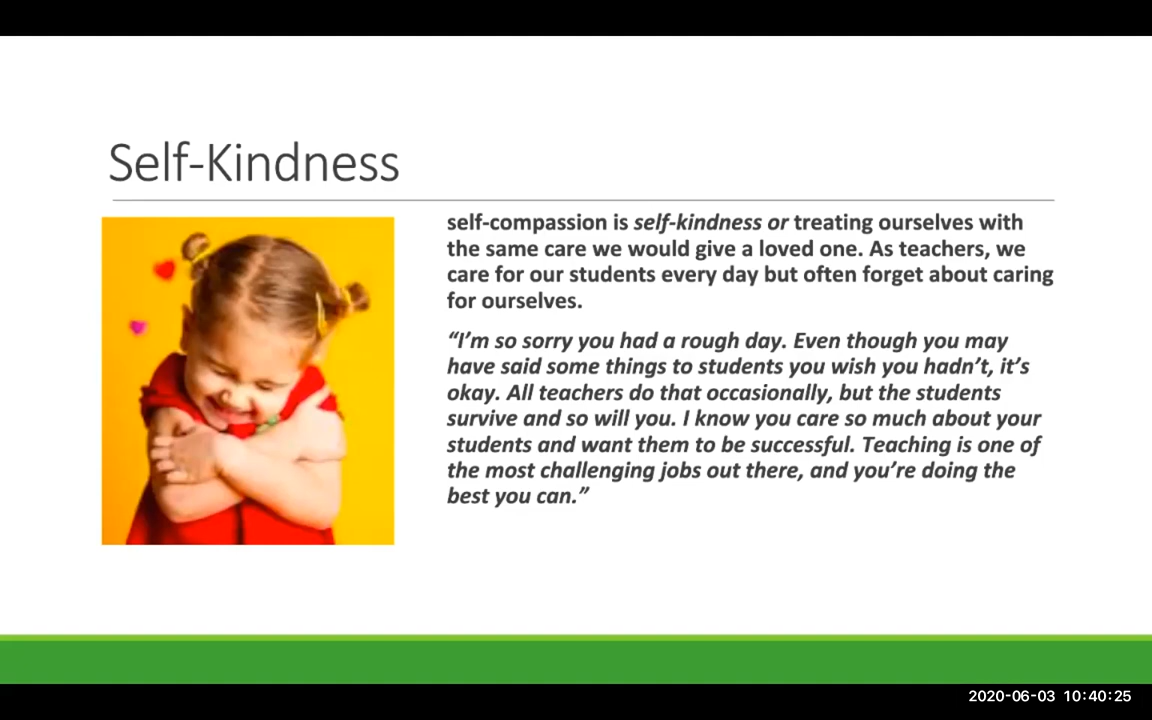 Self-Kindness
self-compassion is self-kindness or treating ourselves with
the same care we would give a loved one. As teachers, we
care for our students every day but often forget about caring
for ourselves.
“I’m so sorry you had a rough day. Even though you may
have said some things to students you wish you hadn’t, it’s
okay. All teachers do that occasionally, but the students
survive and so will you. I know you care so much about your
students and want them to be successful. Teaching is one of
the most challenging jobs out there, and you’re doing the
best you can.”
2020-06-03 10:40:25